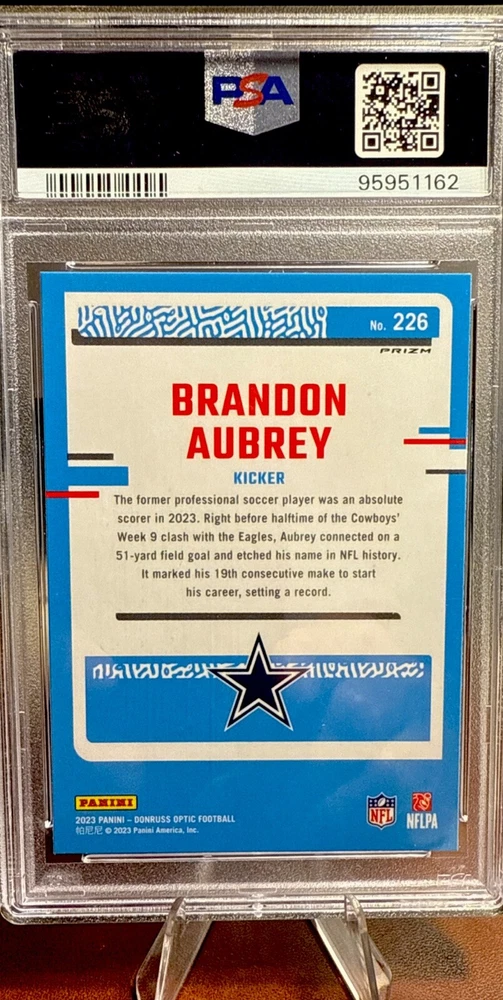 PSA
95951162
No. 226
PRIZM
BRANDON
AUBREY
KICKER
The former professional soccer player was an absolute
scorer in 2023. Right before halftime of the Cowboys'
Week 9 clash with the Eagles, Aubrey connected on a
51-yard field goal and etched his name in NFL history.
It marked his 19th consecutive make to start
his career, setting a record.
PANINI
2023 PANINI – DONRUSS OPTIC FOOTBALL
帕尼尼 © 2023 Panini America, Inc.
NFL
NFLPA
PSA